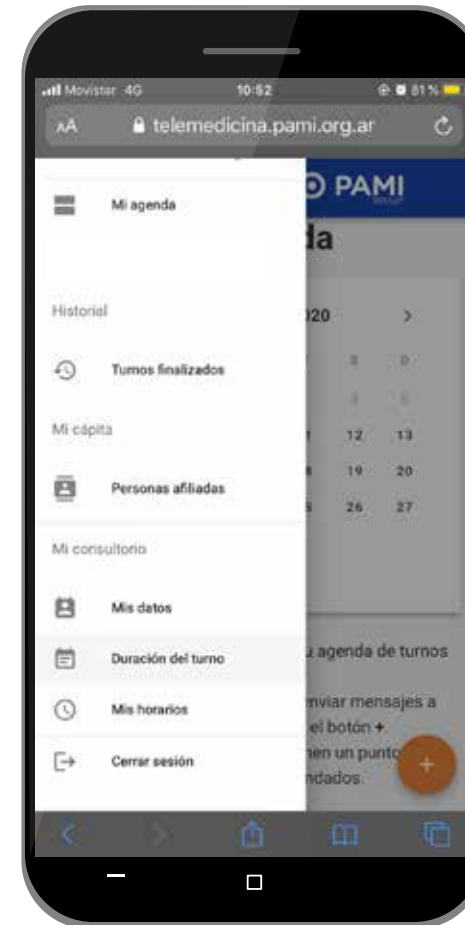 Movistar 4G 10:52 81%
AA telemedicina.pami.org.ar
PAMI
Mi agenda
da
Historial
020
Turnos finalizados
S D
Mi cápita
12 13
Personas afiliadas
19 20
26 27
Mi consultorio
Mis datos
Duración del turno
u agenda de turnos
Mis horarios
enviar mensajes a
el botón +.
Cerrar sesión
nen un punto
ndados.
+